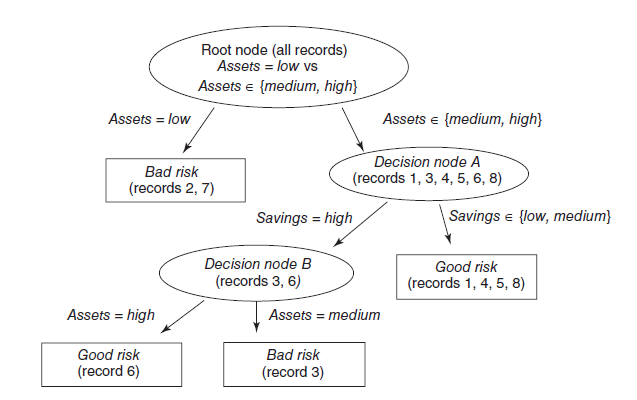 Root node (all records)
Assets = low vs
Assets ∈ {medium, high}
Assets = low
Assets ∈ {medium, high}
Bad risk
(records 2, 7)
Decision node A
(records 1, 3, 4, 5, 6, 8)
Savings = high
Savings ∈ {low, medium}
Decision node B
(records 3, 6)
Good risk
(records 1, 4, 5, 8)
Assets = high
Assets = medium
Good risk
(record 6)
Bad risk
(record 3)